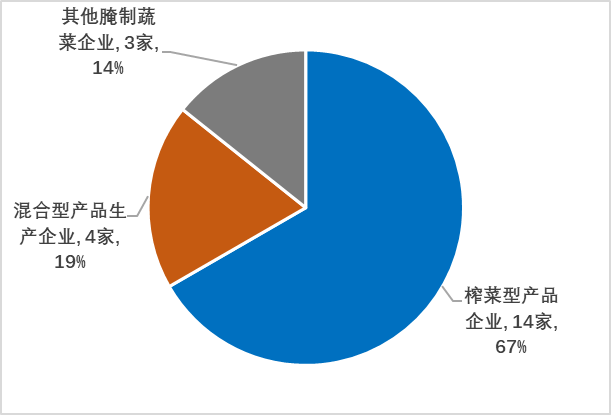 其他腌制蔬
菜企业, 3家,
14%
混合型产品生
产企业, 4家,
19%
榨菜型产品
企业, 14家,
67%